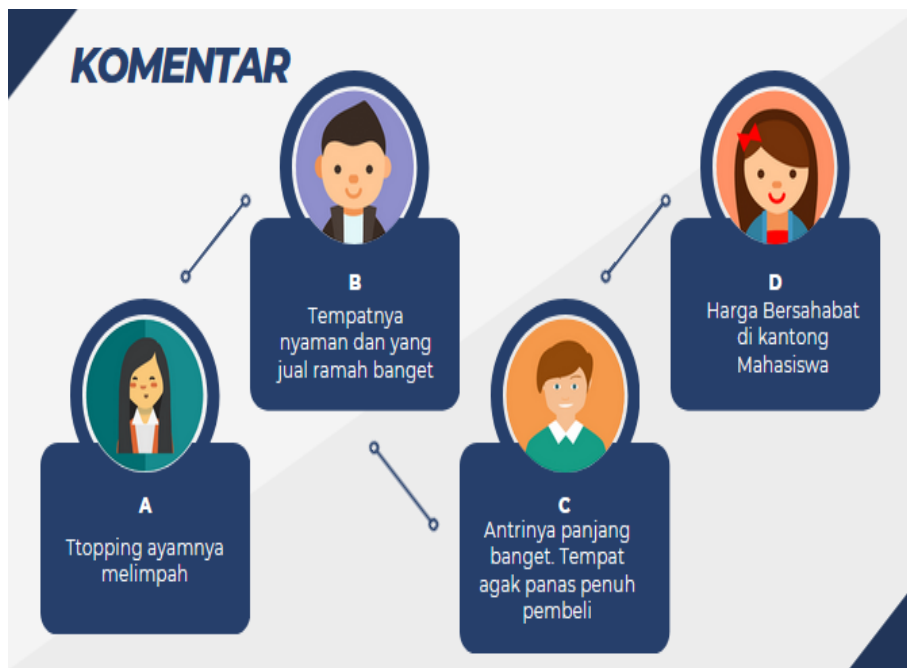 KOMENTAR
A
Ttopping ayamnya
melimpah
B
Tempatnya
nyaman dan yang
jual ramah banget
C
Antrinya panjang
banget. Tempat
agak panas penuh
pembeli
D
Harga Bersahabat
di kantong
Mahasiswa